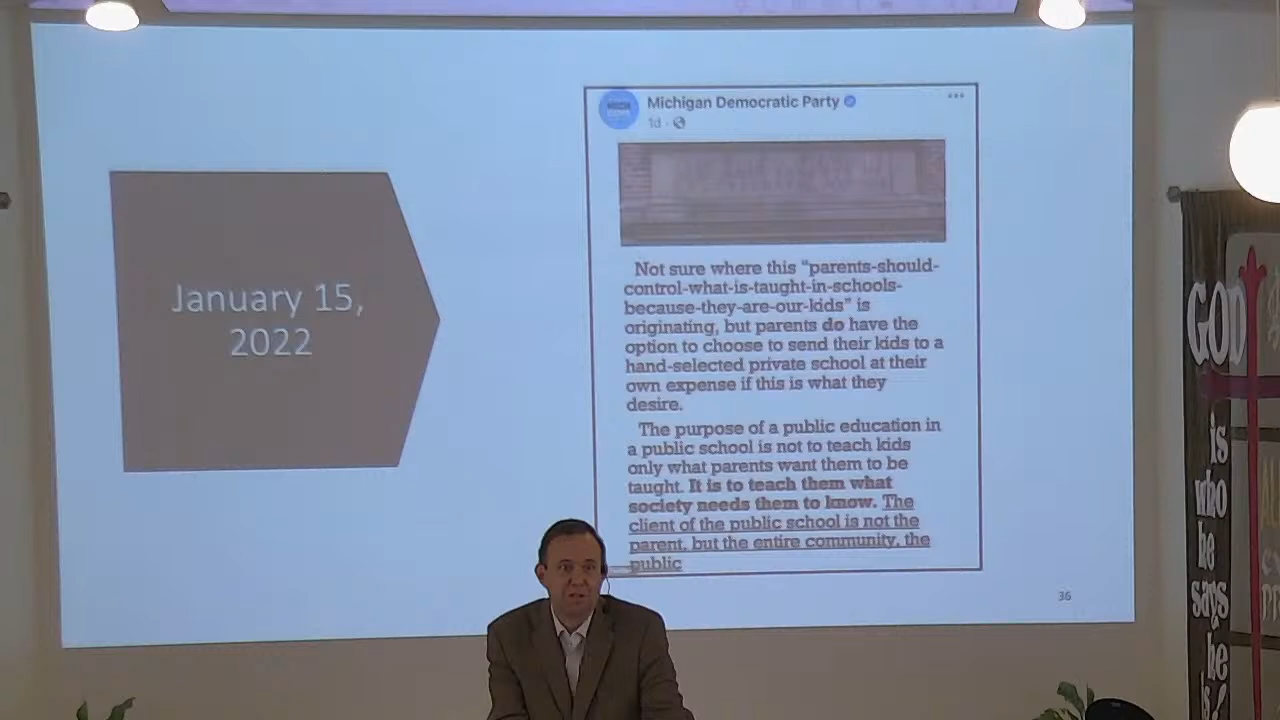 January 15,
2022
Michigan Democratic Party
1d
Not sure where this "parents-should-
control-what-is-taught-in-schools-
because-they-are-our-kids" is
originating, but parents do have the
option to choose to send their kids to a
hand-selected private school at their
own expense if this is what they
desire.
The purpose of a public education in
a public school is not to teach kids
only what parents want them to be
taught. It is to teach them what
society needs them to know. The
client of the public school is not the
parent, but the entire community, the
public
36
GOD
is
who
he
says
he